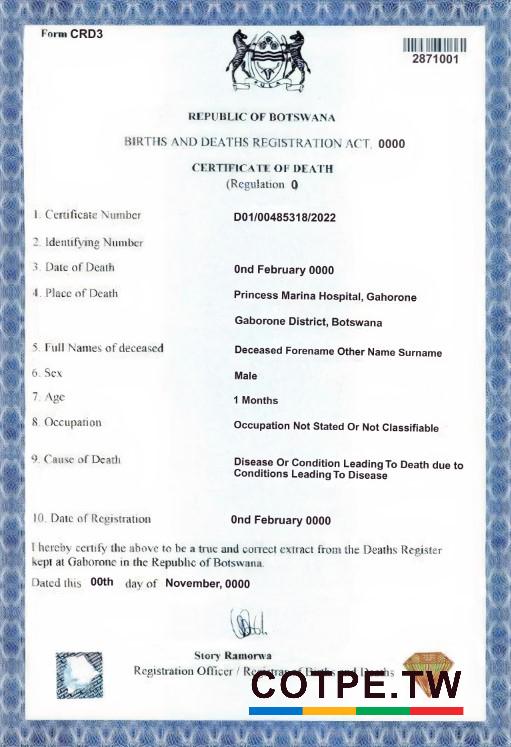 Form CRD3
2871001
PULA
REPUBLIC OF BOTSWANA
BIRTHS AND DEATHS REGISTRATION ACT, 0000
CERTIFICATE OF DEATH
(Regulation 0
1. Certificate Number D01/00485318/2022
2. Identifying Number
3. Date of Death 0nd February 0000
4. Place of Death Princess Marina Hospital, Gahorone
Gaborone District, Botswana
5. Full Names of deceased Deceased Forename Other Name Surname
6. Sex Male
7. Age 1 Months
8. Occupation Occupation Not Stated Or Not Classifiable
9. Cause of Death Disease Or Condition Leading To Death due to
Conditions Leading To Disease
10. Date of Registration 0nd February 0000
I hereby certify the above to be a true and correct extract from the Deaths Register
kept at Gaborone in the Republic of Botswana.
Dated this 00th day of November, 0000
Story Ramorwa
Registration Officer / Registrar of Births and Deaths
COTPE.TW